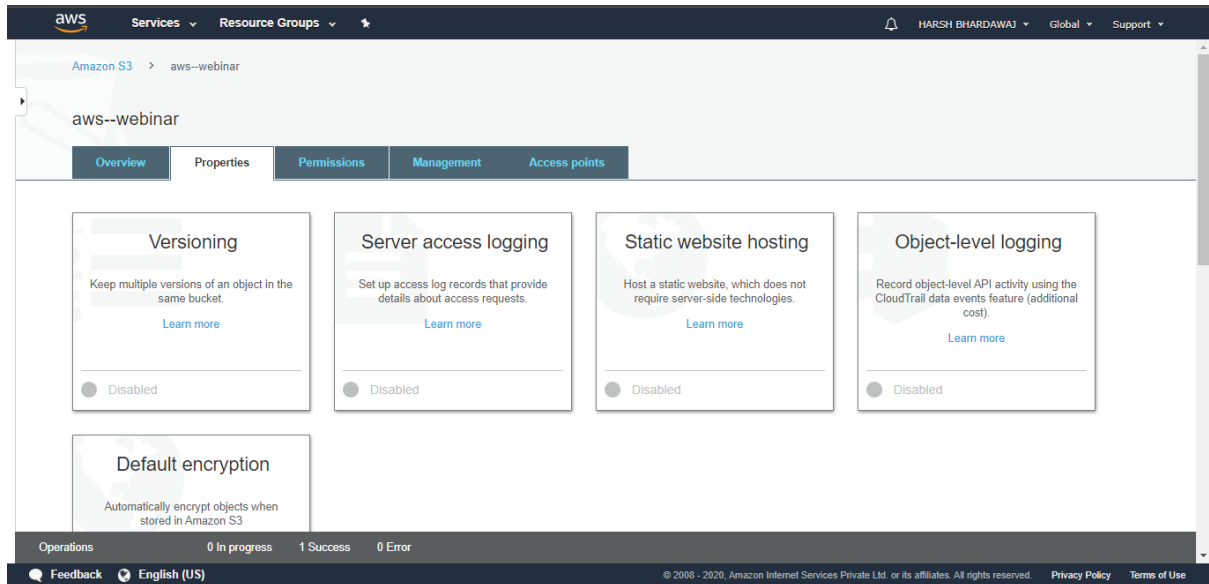 aws Services Resource Groups HARSH BHARDAWAJ Global Support
Amazon S3 > aws--webinar
aws--webinar
Overview Properties Permissions Management Access points
Versioning
Keep multiple versions of an object in the
same bucket.
Learn more
Disabled
Server access logging
Set up access log records that provide
details about access requests.
Learn more
Disabled
Static website hosting
Host a static website, which does not
require server-side technologies.
Learn more
Disabled
Object-level logging
Record object-level API activity using the
CloudTrail data events feature (additional
cost).
Learn more
Disabled
Default encryption
Automatically encrypt objects when
stored in Amazon S3
Operations 0 In progress 1 Success 0 Error
Feedback English (US) © 2008 - 2020, Amazon Internet Services Private Ltd. or its affiliates. All rights reserved. Privacy Policy Terms of Use